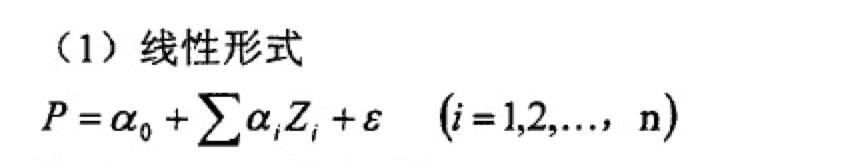 （1）线性形式
P = α₀ + ∑αᵢZᵢ + ε （i = 1,2,…， n）